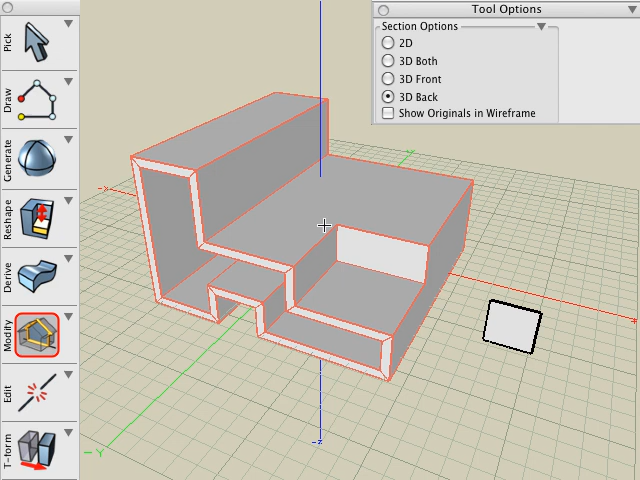 Pick
Draw
Generate
Reshape
Derive
Modify
Edit
T-form
Tool Options
Section Options
2D
3D Both
3D Front
3D Back
Show Originals in Wireframe
-X
-Y
-Z